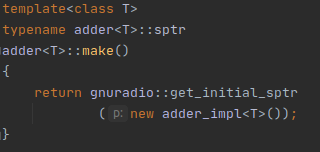 template<class T>
typename adder<T>::sptr
adder<T>::make()
{
return gnuradio::get_initial_sptr
(p: new adder_impl<T>());
}